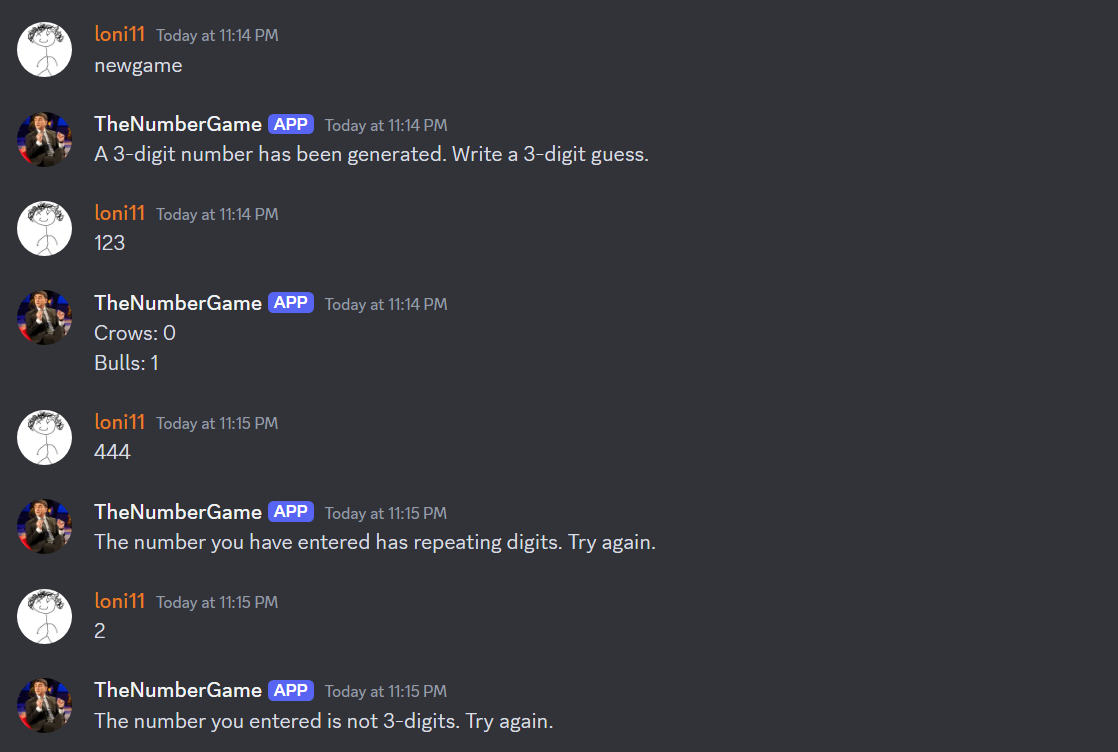 loni11 Today at 11:14 PM
newgame
TheNumberGame APP Today at 11:14 PM
A 3-digit number has been generated. Write a 3-digit guess.
loni11 Today at 11:14 PM
123
TheNumberGame APP Today at 11:14 PM
Crows: 0
Bulls: 1
loni11 Today at 11:15 PM
444
TheNumberGame APP Today at 11:15 PM
The number you have entered has repeating digits. Try again.
loni11 Today at 11:15 PM
2
TheNumberGame APP Today at 11:15 PM
The number you entered is not 3-digits. Try again.